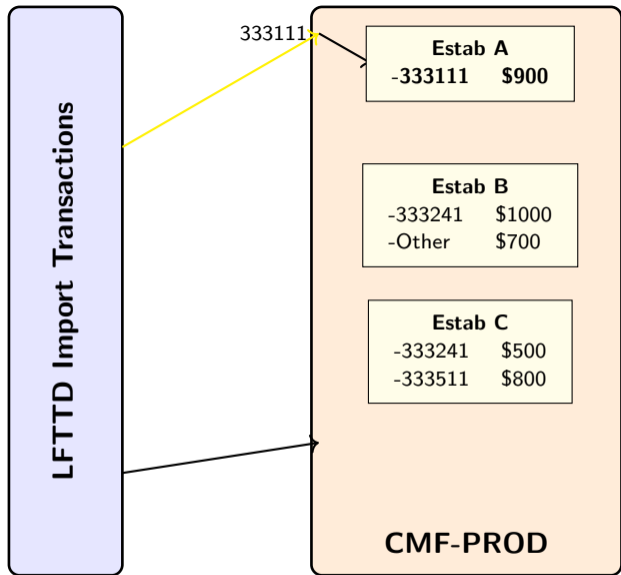 LFTTD Import Transactions
333111
Estab A
-333111 $900
Estab B
-333241 $1000
-Other $700
Estab C
-333241 $500
-333511 $800
CMF-PROD